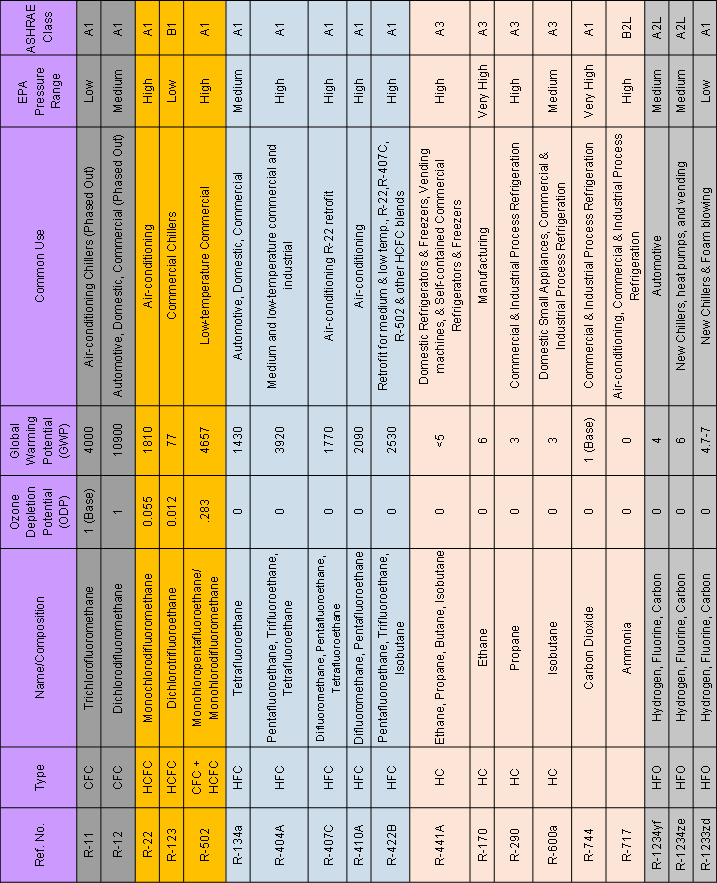 Ref. No. Type Name/Composition Ozone Depletion Potential (ODP) Global Warming Potential (GWP) Common Use EPA Pressure Range ASHRAE Class
R-11 CFC Trichlorofluromethane 1 (Base) 4000 Air-conditioning Chillers (Phased Out) Low A1
R-12 CFC Dichlorodifluoromethane 1 10900 Automotive, Domestic, Commercial (Phased Out) Medium A1
R-22 HCFC Monochlorodifluoromethane 0.055 1810 Air-conditioning High A1
R-123 HCFC Dichlorotrifluoroethane 0.012 77 Commercial Chillers Low B1
R-502 CFC + HCFC Monochloropentafluoroethane/ Monohlorodifluromethane .283 4657 Low-temperature Commercial High A1
R-134a HFC Tetrafluoroethane 0 1430 Automotive, Domestic, Commercial Medium A1
R-404A HFC Pentafluoroethane, Trifluoroethane, Tetrafluoroethane 0 3920 Medium and low-temperature commercial and industrial High A1
R-407C HFC Difluoromethane, Pentafluoroethane, Tetrafluoroethane 0 1770 Air-conditioning R-22 retrofit High A1
R-410A HFC Difluoromethane, Pentafluoroethane 0 2090 Air-conditioning High A1
R-422B HFC Pentafluoroethane, Trifluoroethane, Isobutane 0 2530 Retrofit for medium & low temp., R-22,R-407C, R-502 & other HCFC blends High A1
R-441A HC Ethane, Propane, Butane, Isobutane 0 <5 Domestic Refrigerators & Freezers, Vending machines, & Self-contained Commercial Refrigerators & Freezers High A3
R-170 HC Ethane 0 6 Manufacturing Very High A3
R-290 HC Propane 0 3 Commercial & Industrial Process Refrigeration High A3
R-600a HC Isobutane 0 3 Domestic Small Appliances, Commercial & Industrial Process Refrigeration Medium A3
R-744 Carbon Dioxide 0 1 (Base) Commercial & Industrial Process Refrigeration Very High A1
R-717 Ammonia 0 0 Air-conditioning, Commercial & Industrial Process Refrigeration High B2L
R-1234yf HFO Hydrogen, Fluorine, Carbon 0 4 Automotive Medium A2L
R-1234ze HFO Hydrogen, Fluorine, Carbon 0 6 New Chillers, heat pumps, and vending Medium A2L
R-1233zd HFO Hydrogen, Fluorine, Carbon 0 4.7-7 New Chillers & Foam blowing Low A1